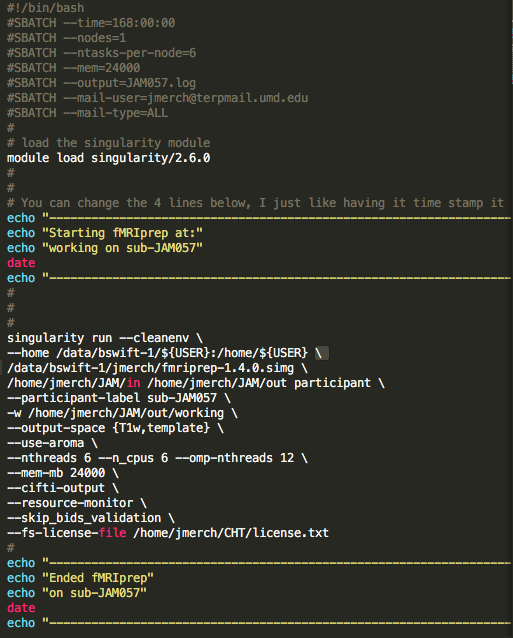 #!/bin/bash
#SBATCH --time=168:00:00
#SBATCH --nodes=1
#SBATCH --ntasks-per-node=6
#SBATCH --mem=24000
#SBATCH --output=JAM057.log
#SBATCH --mail-user=jmerch@terpmail.umd.edu
#SBATCH --mail-type=ALL
#
# load the singularity module
module load singularity/2.6.0
#
#
# You can change the 4 lines below, I just like having it time stamp it
echo "------------------------------------------------------------------
echo "Starting fMRIprep at:"
echo "working on sub-JAM057"
date
echo "------------------------------------------------------------------
#
#
#
singularity run --cleanenv \
--home /data/bswift-1/${USER}:/home/${USER} \
/data/bswift-1/jmerch/fmriprep-1.4.0.simg \
/home/jmerch/JAM/in /home/jmerch/JAM/out participant \
--participant-label sub-JAM057 \
-w /home/jmerch/JAM/out/working \
--output-space {T1w,template} \
--use-aroma \
--nthreads 6 --n_cpus 6 --omp-nthreads 12 \
--mem-mb 24000 \
--cifti-output \
--resource-monitor \
--skip_bids_validation \
--fs-license-file /home/jmerch/CHT/license.txt
#
echo "------------------------------------------------------------------
echo "Ended fMRIprep"
echo "on sub-JAM057"
date
echo "------------------------------------------------------------------